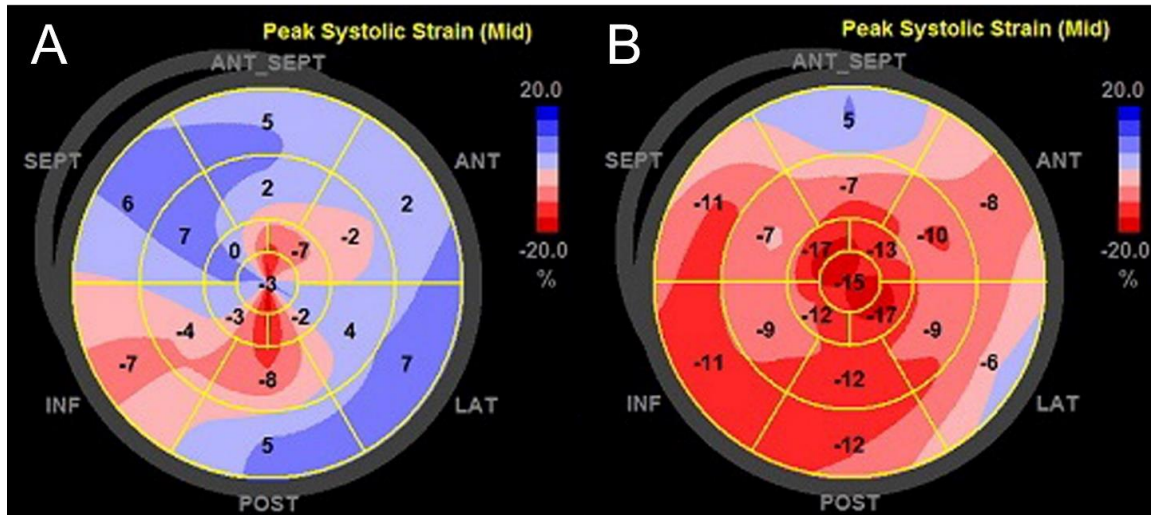 A
Peak Systolic Strain (Mid)
ANT_SEPT
20.0
-20.0
%
SEPT
ANT
INF
LAT
POST
5
6
2
2
7
-2
0
-7
-3
-3
-2
-4
4
-7
-8
7
5
B
Peak Systolic Strain (Mid)
ANT_SEPT
20.0
-20.0
%
SEPT
ANT
INF
LAT
POST
5
-11
-7
-8
-7
-10
-17
-13
-15
-12
-17
-9
-9
-11
-12
-6
-12